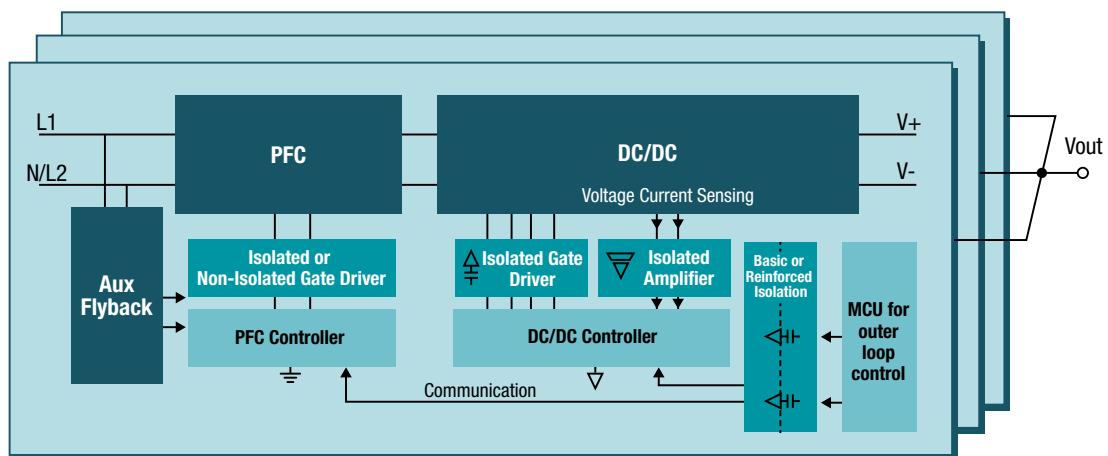 L1
N/L2
PFC
DC/DC
Voltage Current Sensing
V+
V-
Vout
Aux
Flyback
Isolated or
Non-Isolated Gate Driver
Isolated Gate
Driver
Isolated
Amplifier
Basic or
Reinforced
Isolation
MCU for
outer
loop
control
PFC Controller
DC/DC Controller
Communication